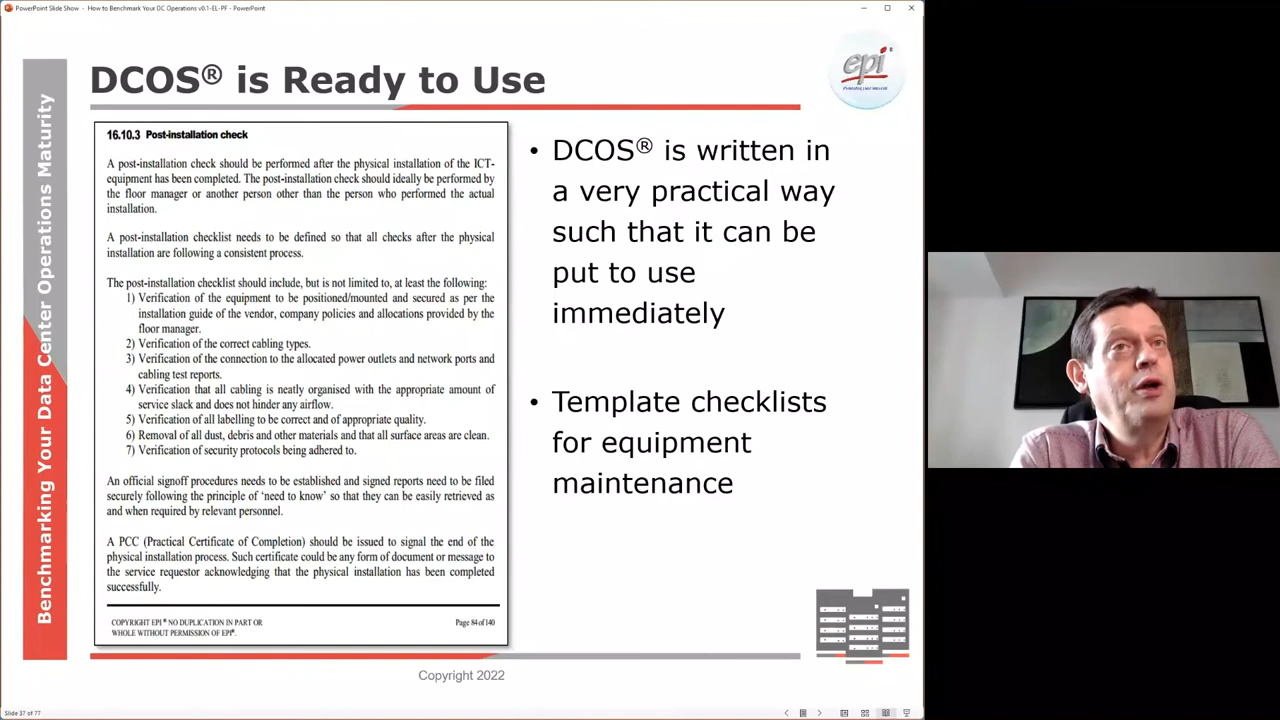 PowerPoint Slide Show - How to Benchmark Your DC Operations v0.1-EL-PF - PowerPoint
DCOS® is Ready to Use
epi®
Benchmarking Your Data Center Operations Maturity
16.10.3 Post-installation check
A post-installation check should be performed after the physical installation of the ICT-
equipment has been completed. The post-installation check should ideally be performed by
the floor manager or another person other than the person who performed the actual
installation.
A post-installation checklist needs to be defined so that all checks after the physical
installation are following a consistent process.
The post-installation checklist should include, but is not limited to, at least the following:
1) Verification of the equipment to be positioned/mounted and secured as per the
installation guide of the vendor, company policies and allocations provided by the
floor manager.
2) Verification of the correct cabling types.
3) Verification of the connection to the allocated power outlets and network ports and
cabling test reports.
4) Verification that all cabling is neatly organised with the appropriate amount of
service slack and does not hinder any airflow.
5) Verification of all labelling to be correct and of appropriate quality.
6) Removal of all dust, debris and other materials and that all surface areas are clean.
7) Verification of security protocols being adhered to.
An official signoff procedures needs to be established and signed reports need to be filed
securely following the principle of ‘need to know’ so that they can be easily retrieved as
and when required by relevant personnel.
A PCC (Practical Certificate of Completion) should be issued to signal the end of the
physical installation process. Such certificate could be any form of document or message to
the service requestor acknowledging that the physical installation has been completed
successfully.
COPYRIGHT EPI® NO DUPLICATION IN PART OR
WHOLE WITHOUT PERMISSION OF EPI®.
Page 84 of 140
• DCOS® is written in
a very practical way
such that it can be
put to use
immediately
• Template checklists
for equipment
maintenance
Copyright 2022
Slide 37 of 77